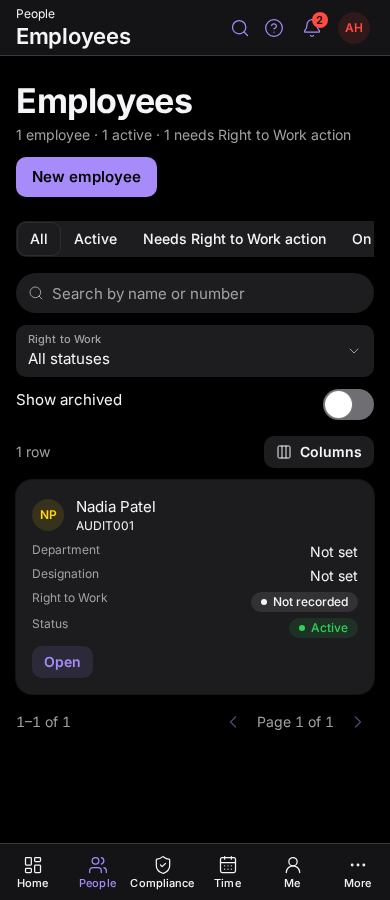 People
Employees
2
AH
Employees
1 employee · 1 active · 1 needs Right to Work action
New employee
All Active Needs Right to Work action On
Search by name or number
Right to Work
All statuses
Show archived
1 row Columns
NP Nadia Patel
AUDIT001
Department Not set
Designation Not set
Right to Work Not recorded
Status Active
Open
1–1 of 1 Page 1 of 1
Home People Compliance Time Me More